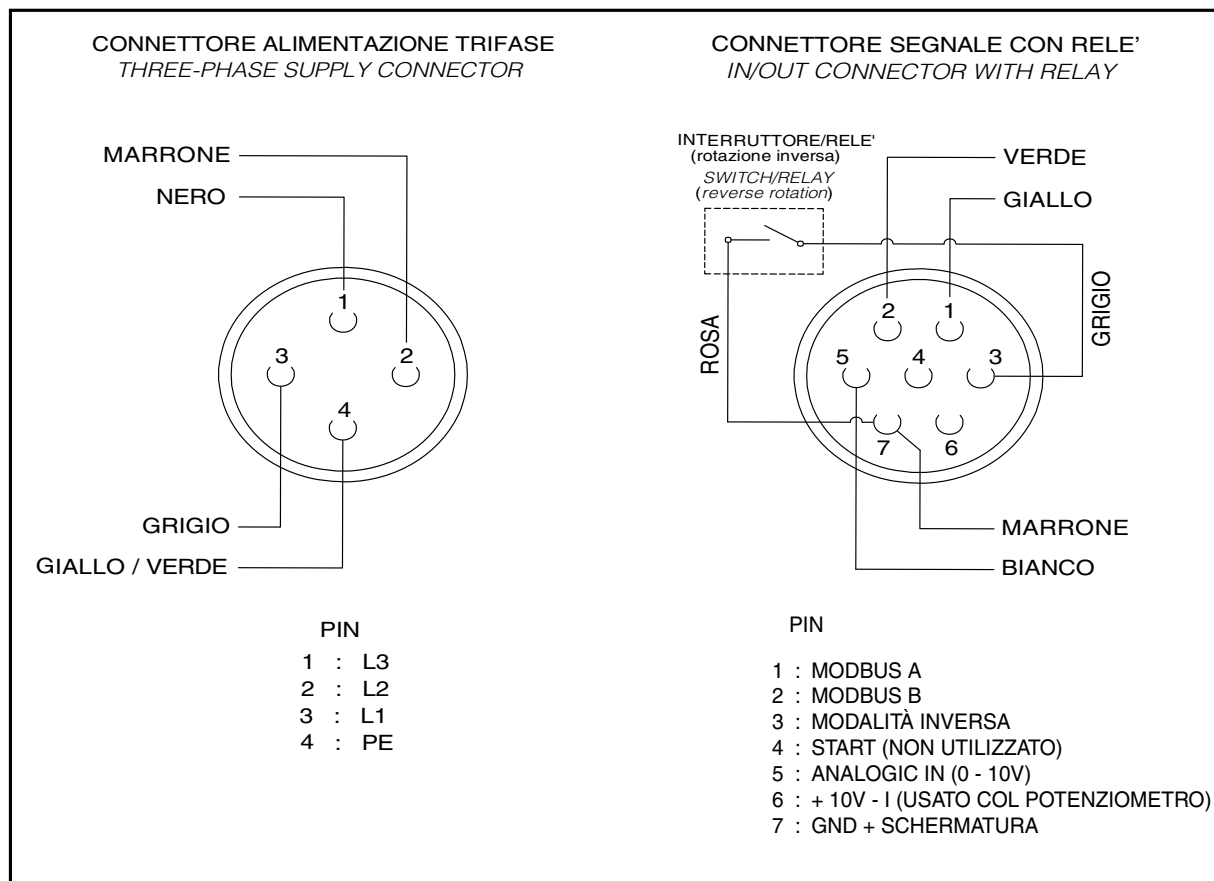 CONNETTORE ALIMENTAZIONE TRIFASE
THREE-PHASE SUPPLY CONNECTOR
MARRONE
NERO
1
3
2
4
GRIGIO
GIALLO / VERDE
PIN
1 : L3
2 : L2
3 : L1
4 : PE
CONNETTORE SEGNALE CON RELE'
IN/OUT CONNECTOR WITH RELAY
INTERRUTTORE/RELE'
(rotazione inversa)
SWITCH/RELAY
(reverse rotation)
VERDE
GIALLO
ROSA
GRIGIO
2
1
5
4
3
7
6
MARRONE
BIANCO
PIN
1 : MODBUS A
2 : MODBUS B
3 : MODALITÀ INVERSA
4 : START (NON UTILIZZATO)
5 : ANALOGIC IN (0 - 10V)
6 : + 10V - I (USATO COL POTENZIOMETRO)
7 : GND + SCHERMATURA